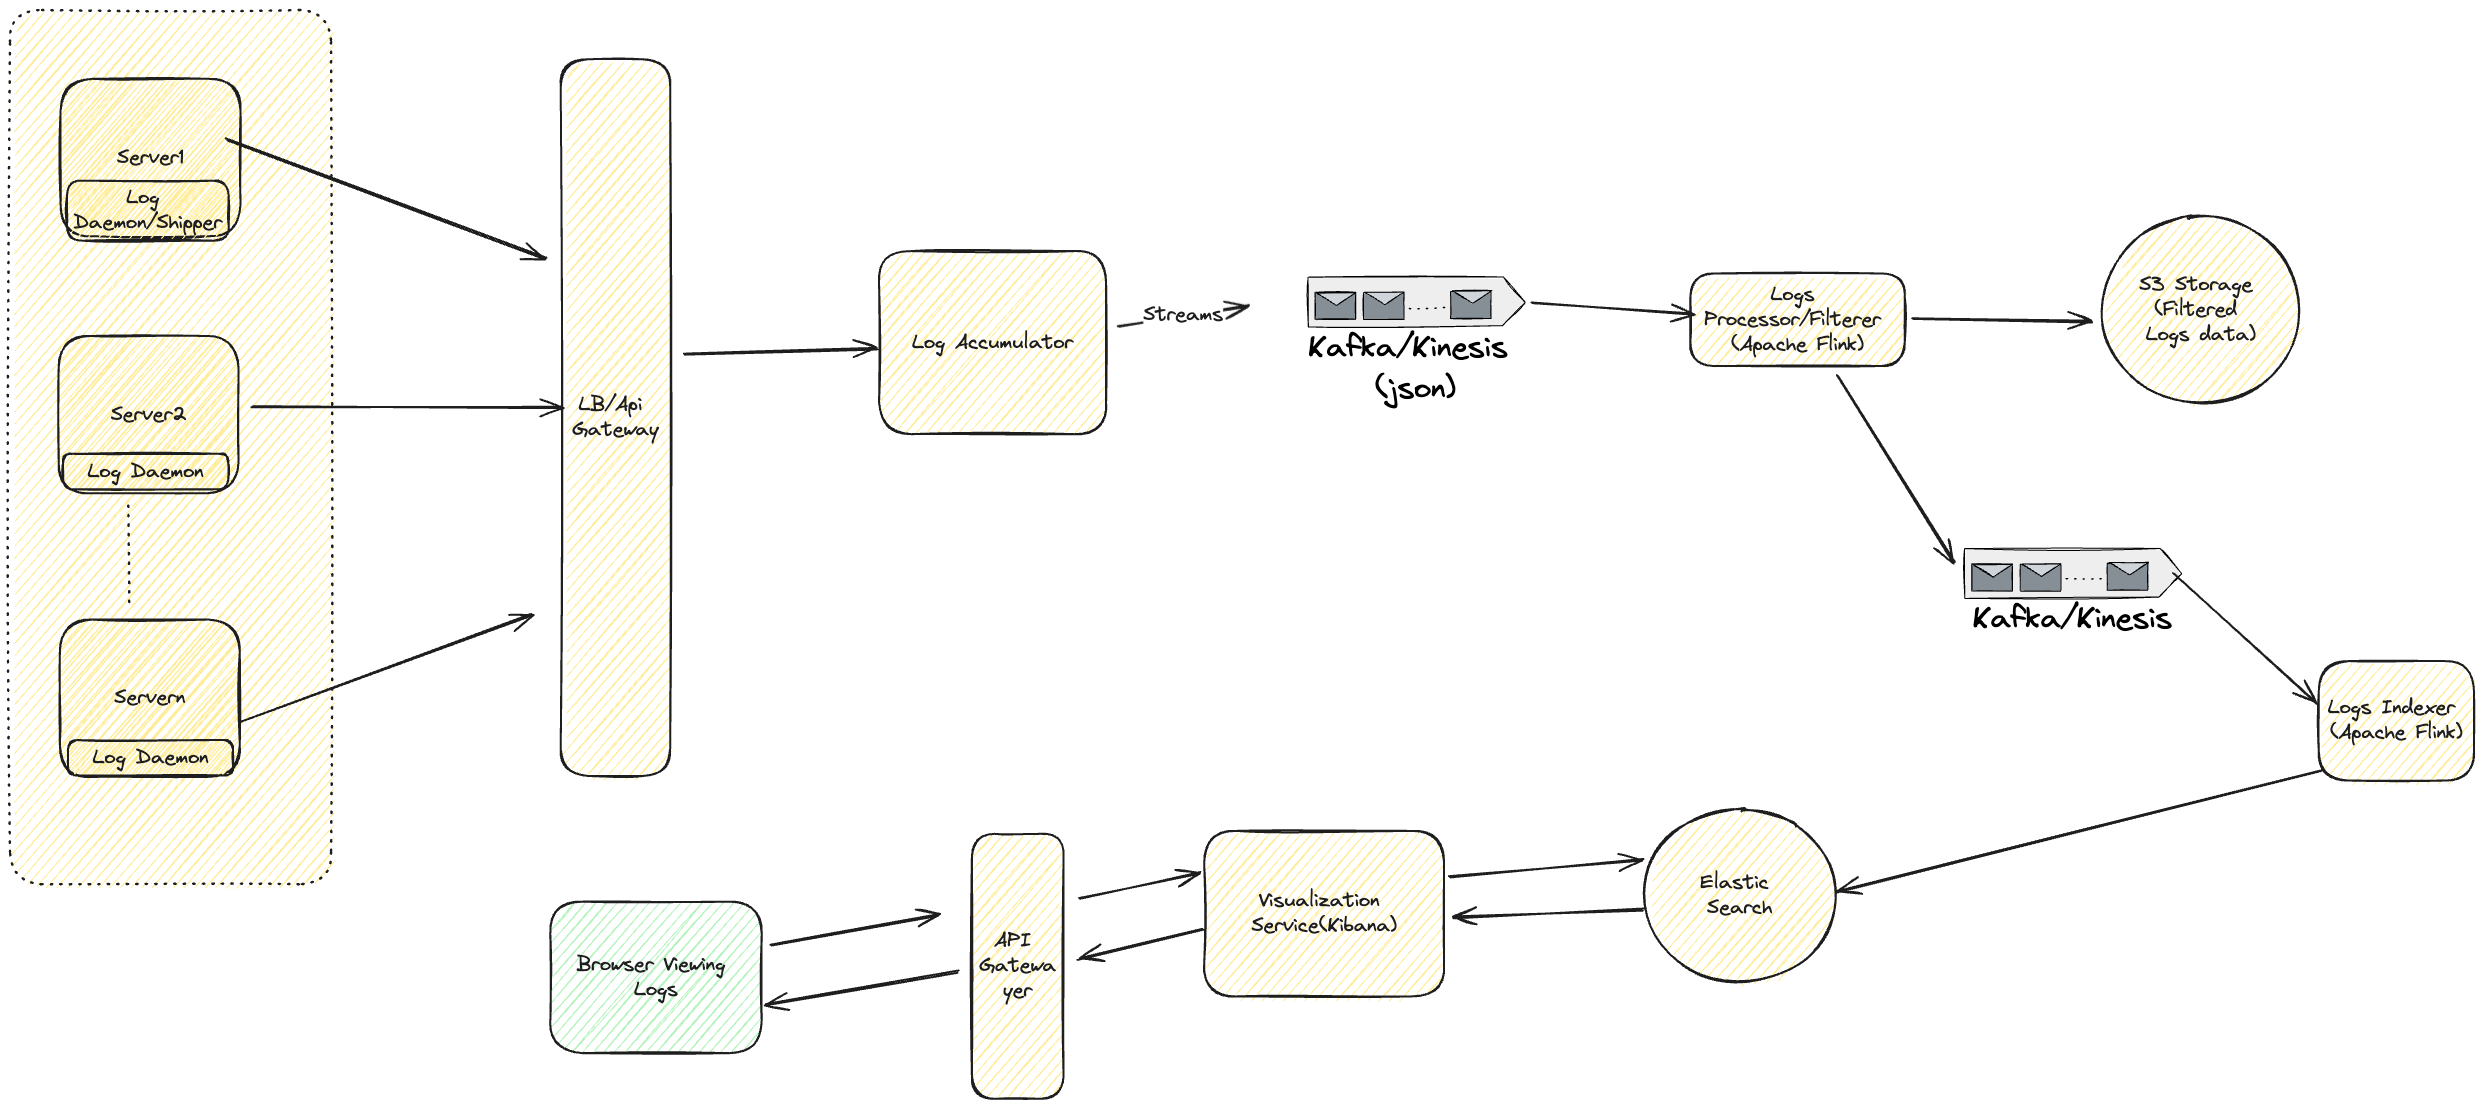 Server1
Log
Daemon/Shipper
Server2
Log Daemon
Servern
Log Daemon
LB/Api
Gateway
Log Accumulator
Streams
Kafka/Kinesis
(json)
Logs
Processor/Filterer
(Apache Flink)
S3 Storage
(Filtered
Logs data)
Kafka/Kinesis
Logs Indexer
(Apache Flink)
Elastic
Search
Visualization
Service(Kibana)
API
Gatewa
yer
Browser Viewing
Logs